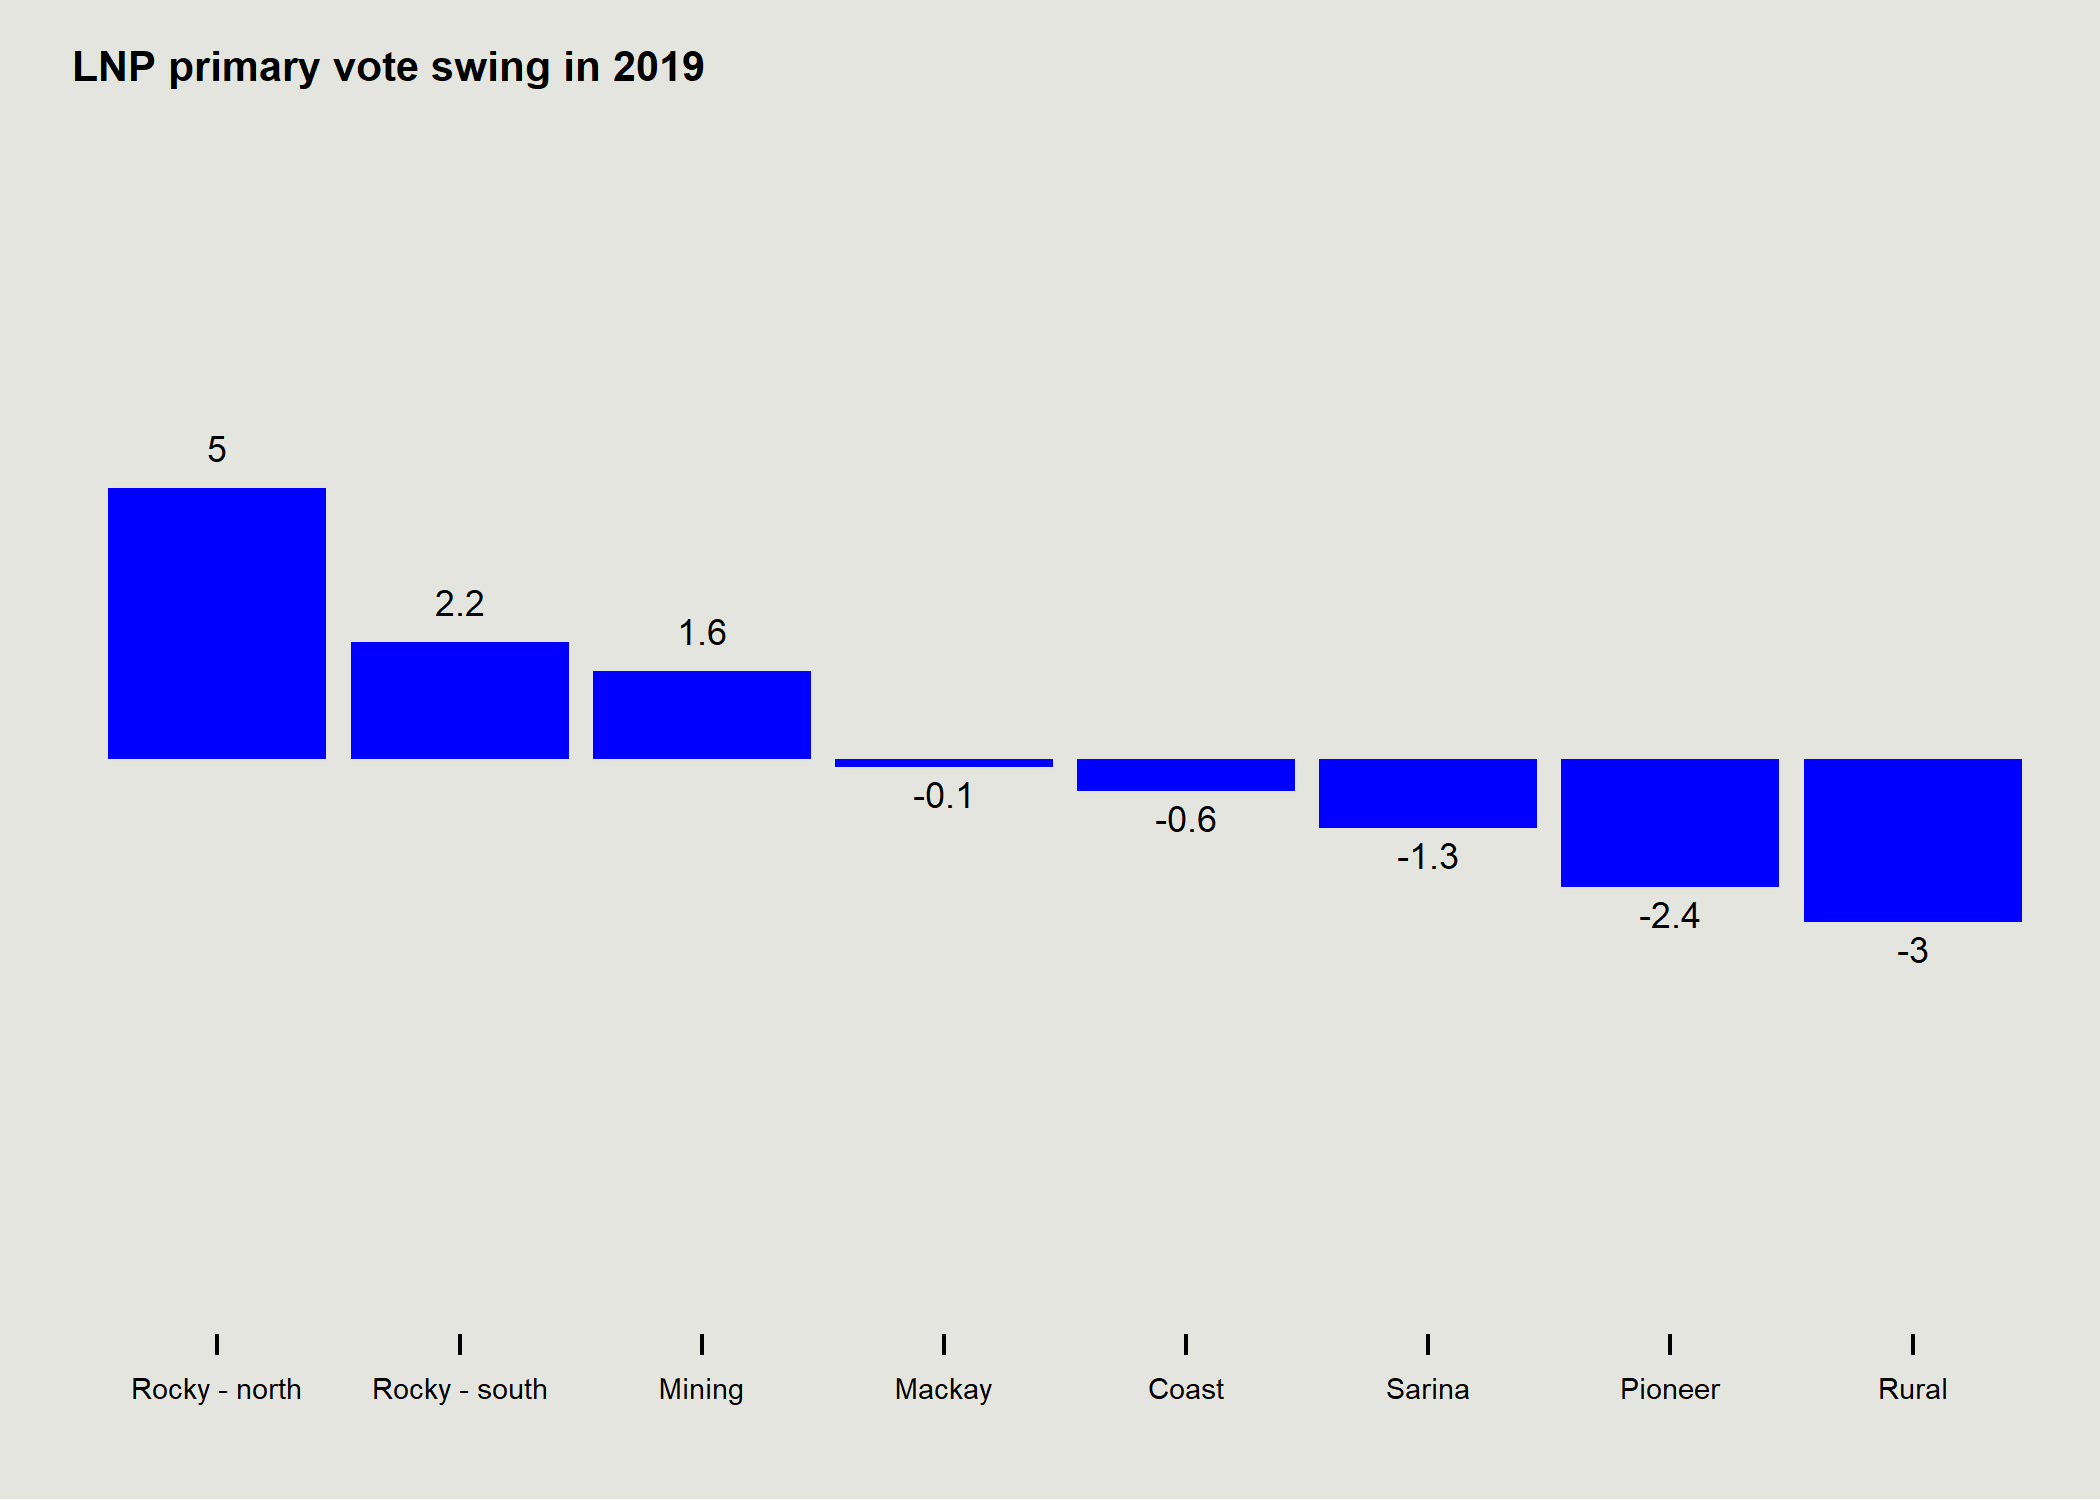 LNP primary vote swing in 2019
5
2.2
1.6
-0.1
-0.6
-1.3
-2.4
-3
Rocky - north
Rocky - south
Mining
Mackay
Coast
Sarina
Pioneer
Rural